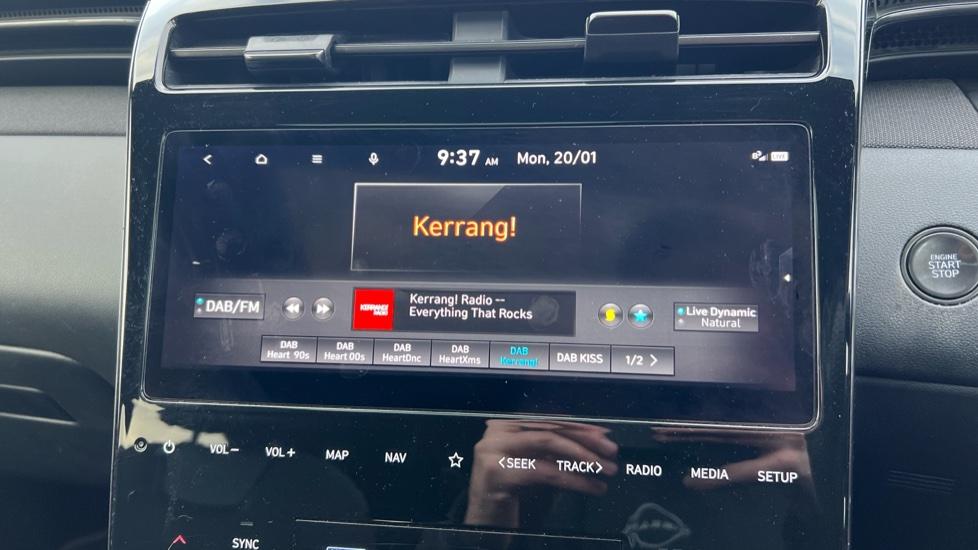 9:37 AM Mon, 20/01
LIVE
Kerrang!
DAB/FM
KERRANG!
RADIO
Kerrang! Radio --
Everything That Rocks
Live Dynamic
Natural
DAB
Heart 90s
DAB
Heart 00s
DAB
HeartDnc
DAB
HeartXms
DAB
Kerrang!
DAB KISS
1/2 >
ENGINE
START
STOP
VOL− VOL+ MAP NAV <SEEK TRACK> RADIO MEDIA SETUP
SYNC